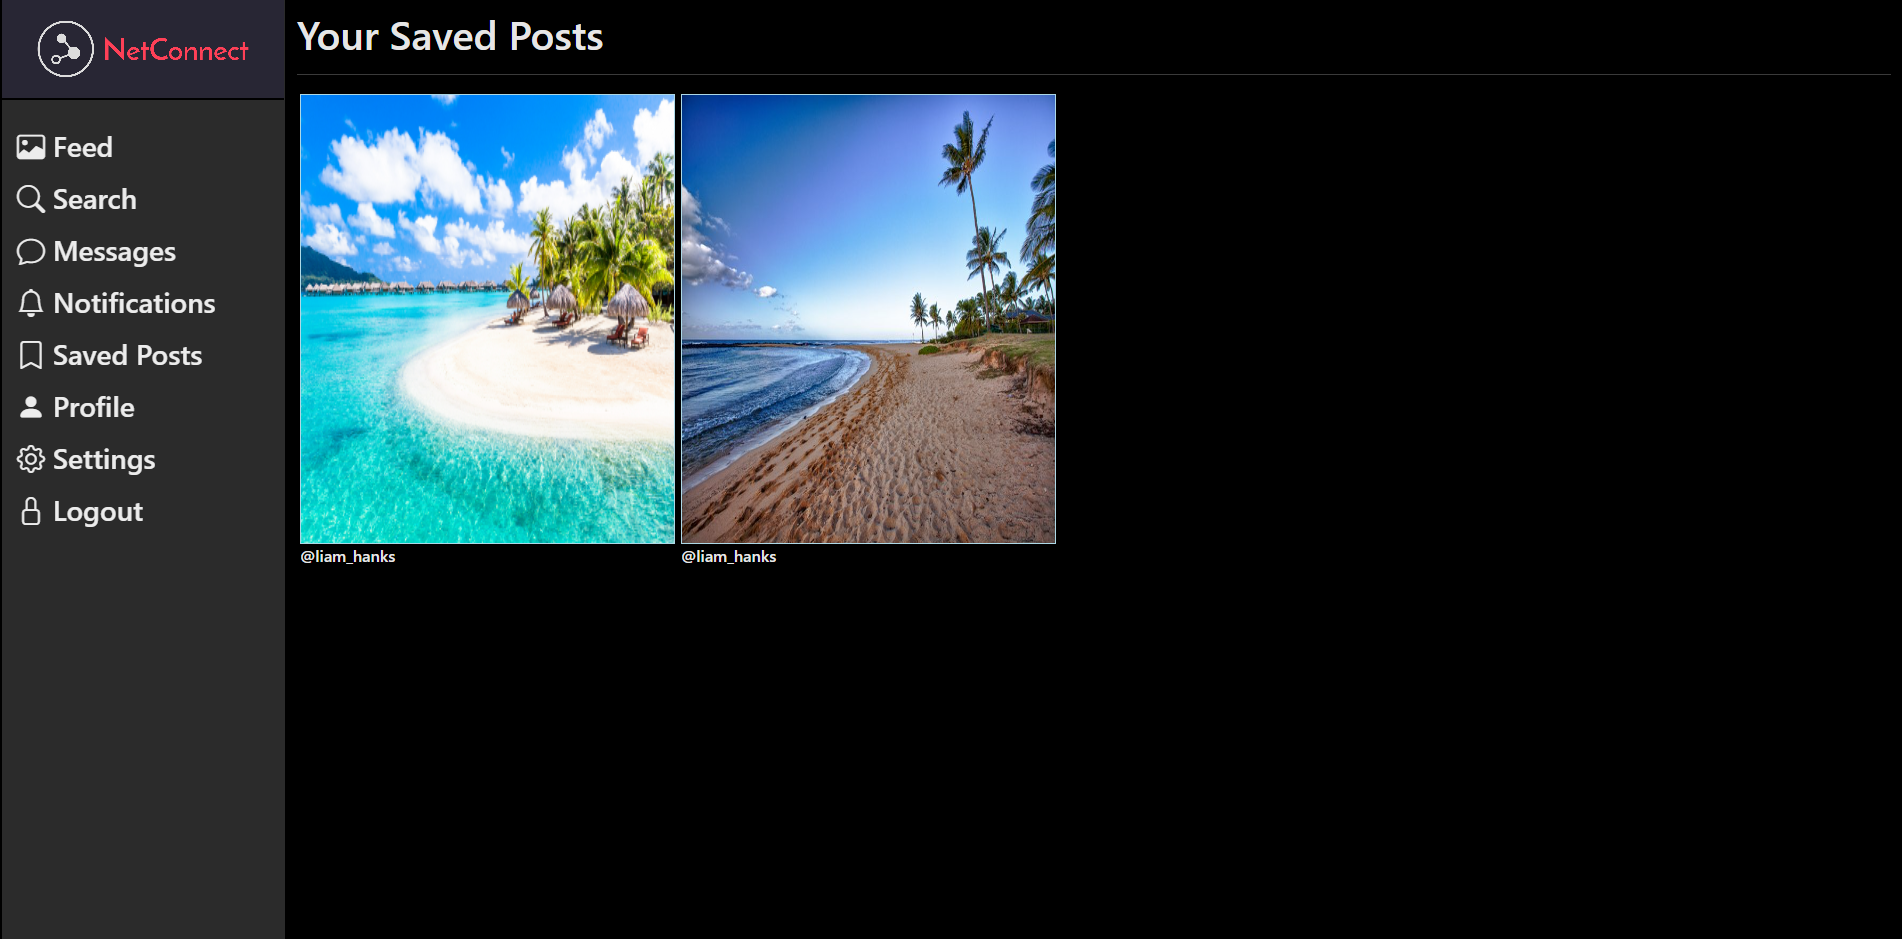 NetConnect
Feed
Search
Messages
Notifications
Saved Posts
Profile
Settings
Logout
Your Saved Posts
@liam_hanks
@liam_hanks